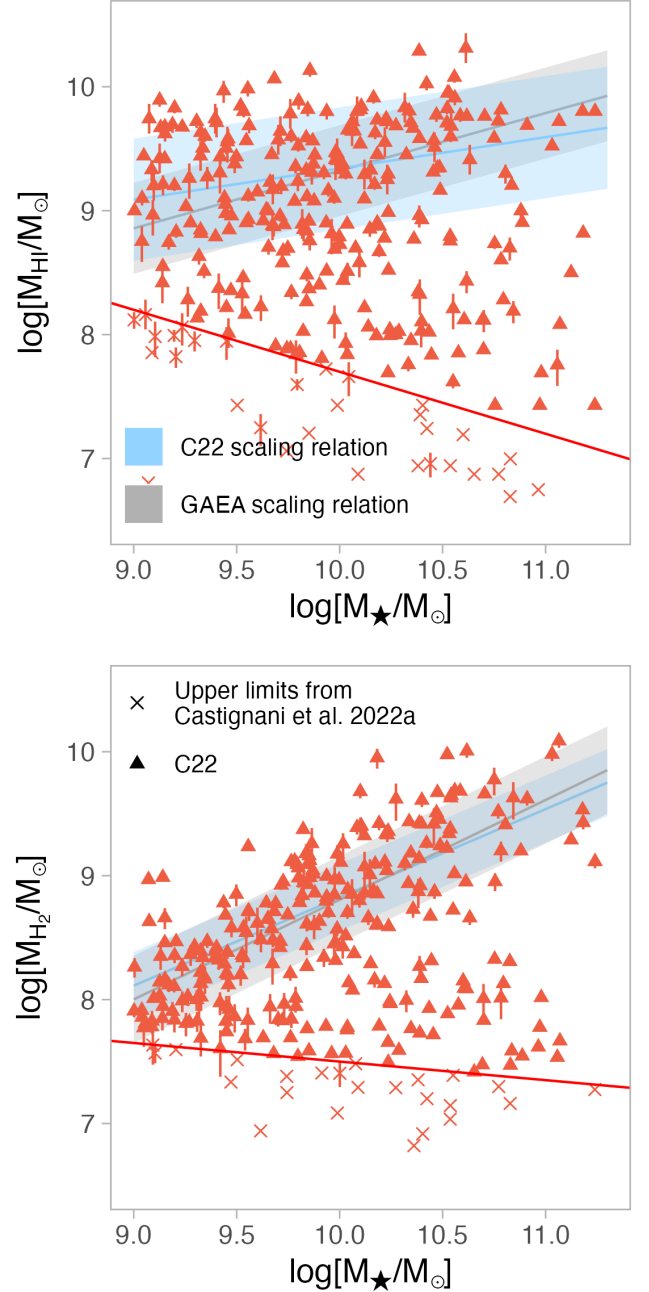 10
9
8
7
log[M_HI/M_⊙]
C22 scaling relation
GAEA scaling relation
9.0 9.5 10.0 10.5 11.0
log[M★/M_⊙]
Upper limits from
Castignani et al. 2022a
C22
10
9
8
7
log[M_H₂/M_⊙]
9.0 9.5 10.0 10.5 11.0
log[M★/M_⊙]